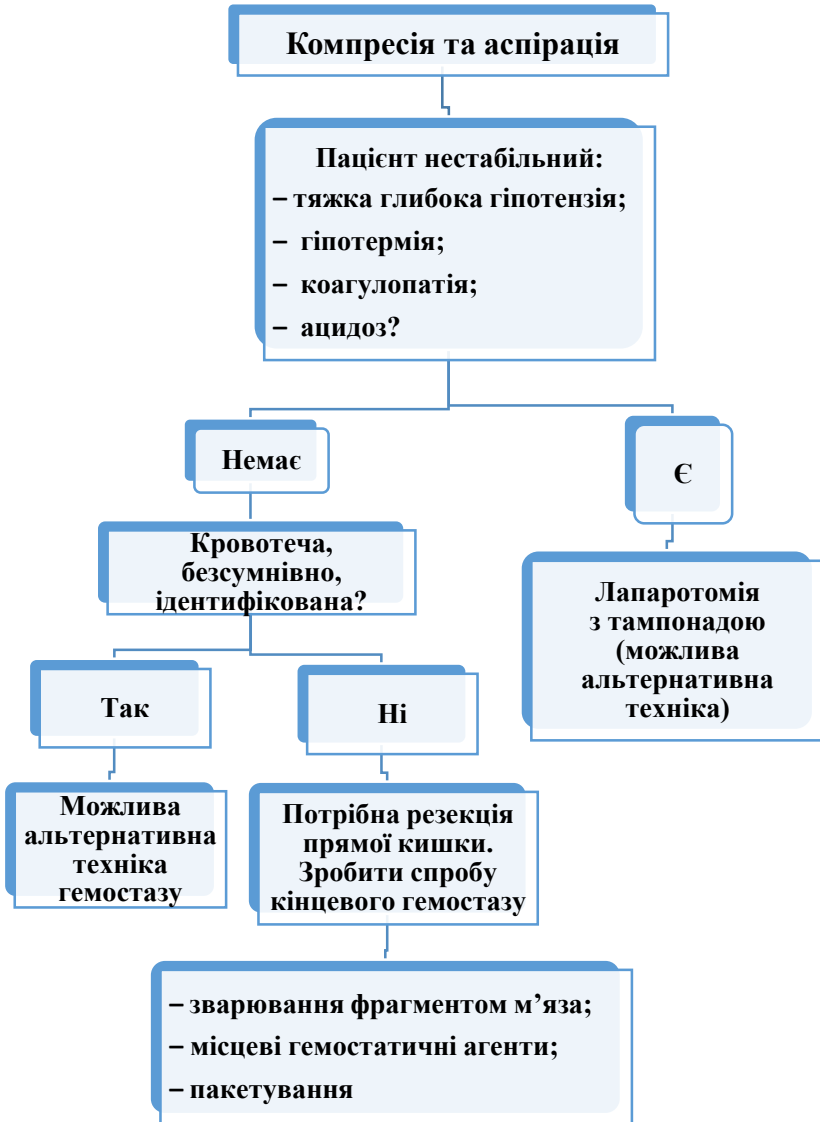 Компресія та аспірація
Пацієнт нестабільний:
– тяжка глибока гіпотензія;
– гіпотермія;
– коагулопатія;
– ацидоз?
Немає
Є
Кровотеча,
безсумнівно,
ідентифікована?
Лапаротомія
з тампонадою
(можлива
альтернативна
техніка)
Так
Ні
Можлива
альтернативна
техніка
гемостазу
Потрібна резекція
прямої кишки.
Зробити спробу
кінцевого гемостазу
– зварювання фрагментом м’яза;
– місцеві гемостатичні агенти;
– пакетування